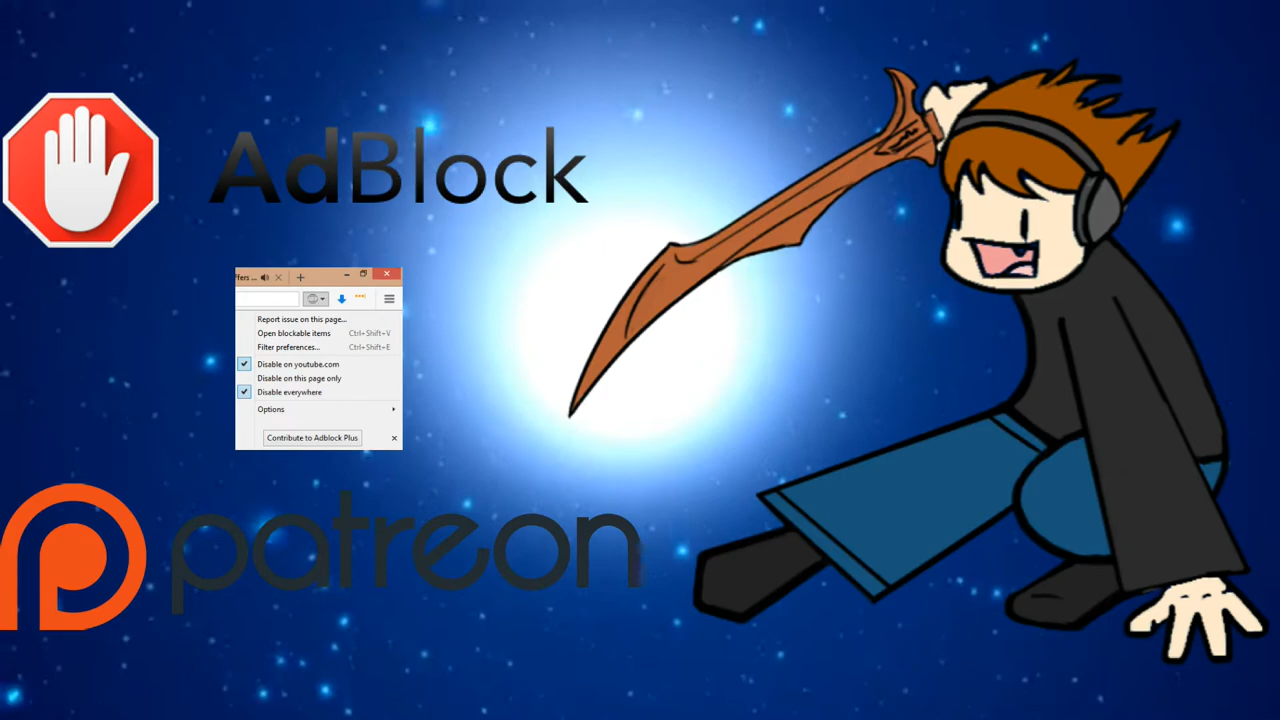 AdBlock
ffers ...
Report issue on this page...
Open blockable items Ctrl+Shift+V
Filter preferences... Ctrl+Shift+E
Disable on youtube.com
Disable on this page only
Disable everywhere
Options
Contribute to Adblock Plus
patreon